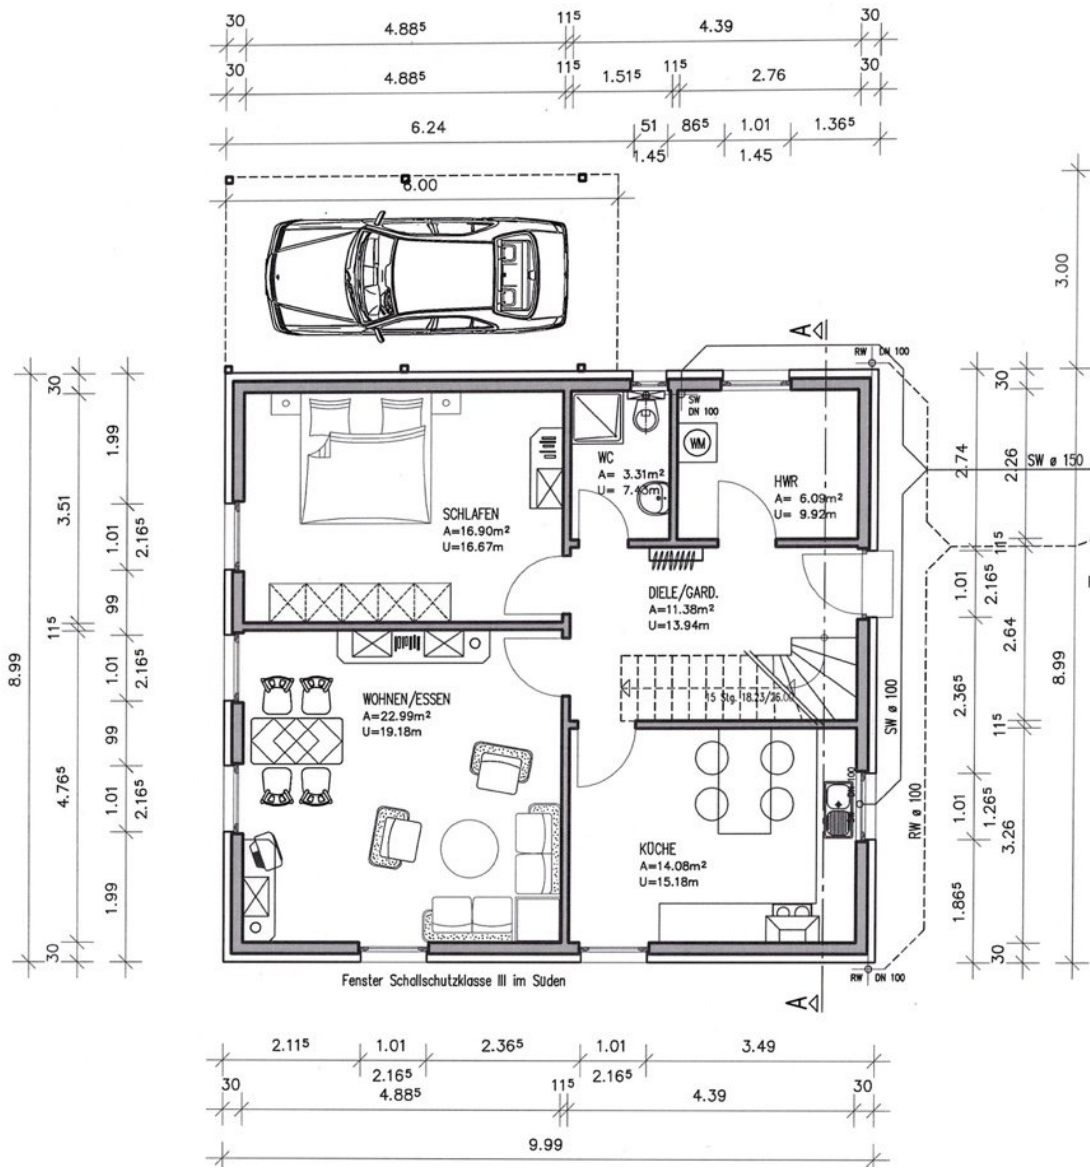 30 4.88⁵ 11⁵ 4.39 30
30 4.88⁵ 11⁵ 1.51⁵ 11⁵ 2.76 30
6.24 51 86⁵ 1.01 1.36⁵
1.45 1.45
6.00
3.00
A
RW DN 100
30
3.51
11⁵
4.76⁵
30
8.99
1.99
1.01
2.16⁵
99
1.01
2.16⁵
99
1.01
2.16⁵
1.99
SW
DN 100
WM
WC
A= 3.31m²
U= 7.43m
HWR
A= 6.09m²
U= 9.92m
SCHLAFEN
A=16.90m²
U=16.67m
DIELE/GARD.
A=11.38m²
U=13.94m
15 Stg. 18.23/26.00
WOHNEN/ESSEN
A=22.99m²
U=19.18m
KÜCHE
A=14.08m²
U=15.18m
DN 100
SW ø 100
RW ø 100
SW ø 150
2.74
1.01
2.16⁵
2.36⁵
1.01
1.26⁵
1.86⁵
30
2.26
11⁵
2.64
11⁵
3.26
30
8.99
RW DN 100
Fenster Schallschutzklasse III im Süden
A
2.11⁵ 1.01 2.36⁵ 1.01 3.49
2.16⁵ 2.16⁵
30 4.88⁵ 11⁵ 4.39 30
9.99